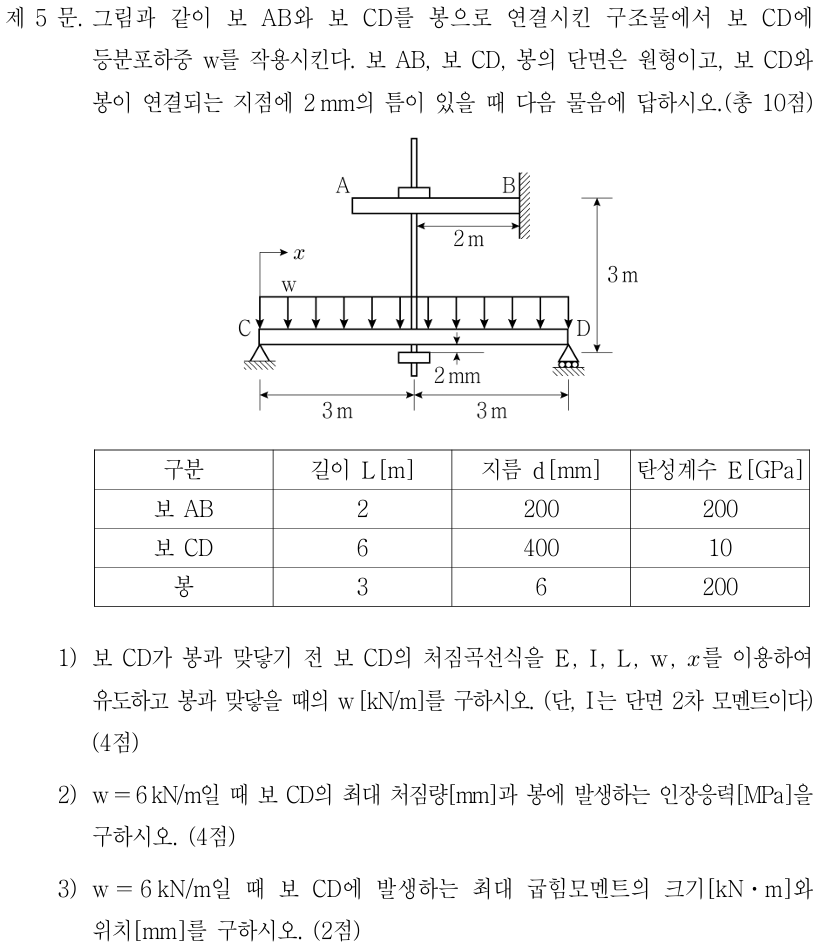 제 5 문. 그림과 같이 보 AB와 보 CD를 봉으로 연결시킨 구조물에서 보 CD에
등분포하중 w를 작용시킨다. 보 AB, 보 CD, 봉의 단면은 원형이고, 보 CD와
봉이 연결되는 지점에 2 mm의 틈이 있을 때 다음 물음에 답하시오.(총 10점)
A
B
2 m
x
3 m
w
C
D
2 mm
3 m
3 m
구분 길이 L [m] 지름 d [mm] 탄성계수 E [GPa]
보 AB 2 200 200
보 CD 6 400 10
봉 3 6 200
1) 보 CD가 봉과 맞닿기 전 보 CD의 처짐곡선식을 E, I, L, w, x를 이용하여
유도하고 봉과 맞닿을 때의 w [kN/m]를 구하시오. (단, I는 단면 2차 모멘트이다)
(4점)
2) w = 6 kN/m일 때 보 CD의 최대 처짐량[mm]과 봉에 발생하는 인장응력[MPa]을
구하시오. (4점)
3) w = 6 kN/m일 때 보 CD에 발생하는 최대 굽힘모멘트의 크기[kN·m]와
위치[mm]를 구하시오. (2점)